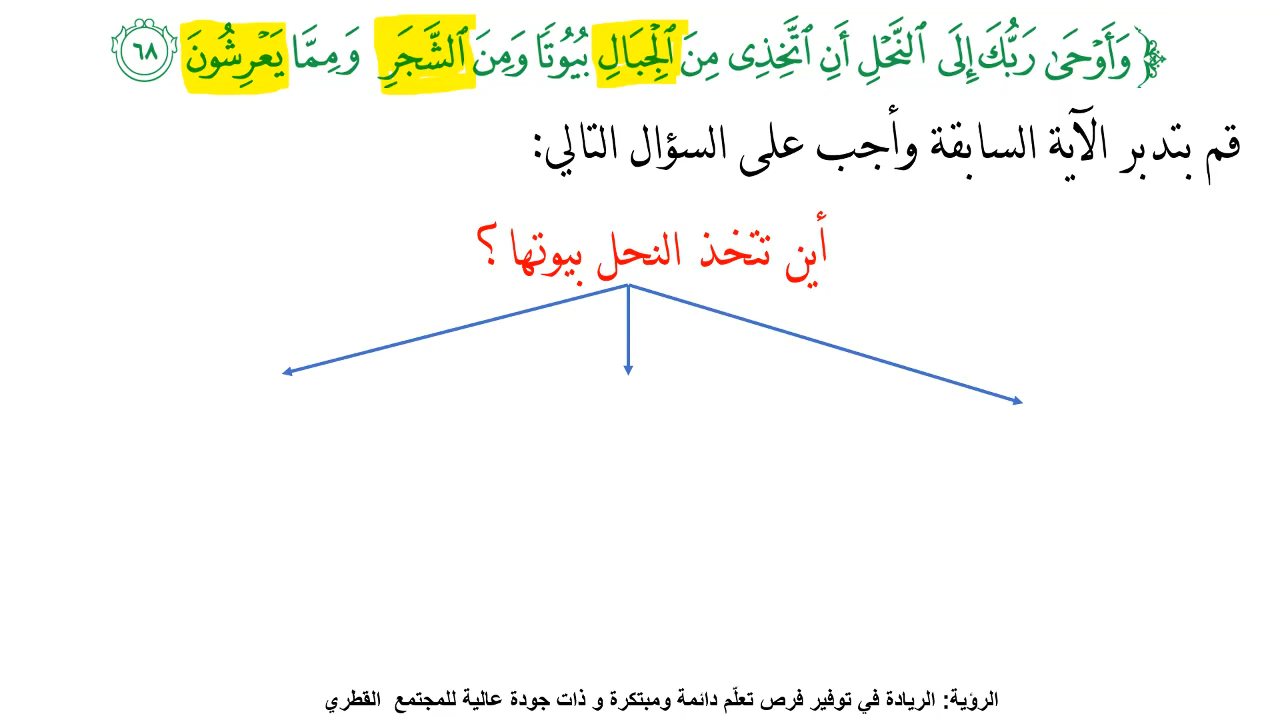 ﴿وَأَوۡحَىٰ رَبُّكَ إِلَى ٱلنَّحۡلِ أَنِ ٱتَّخِذِى مِنَ ٱلۡجِبَالِ بُيُوتٗا وَمِنَ ٱلشَّجَرِ وَمِمَّا يَعۡرِشُونَ ٦٨
قم بتدبر الآية السابقة وأجب على السؤال التالي:
أين تتخذ النحل بيوتها ؟
الرؤية: الريادة في توفير فرص تعلّم دائمة ومبتكرة و ذات جودة عالية للمجتمع القطري